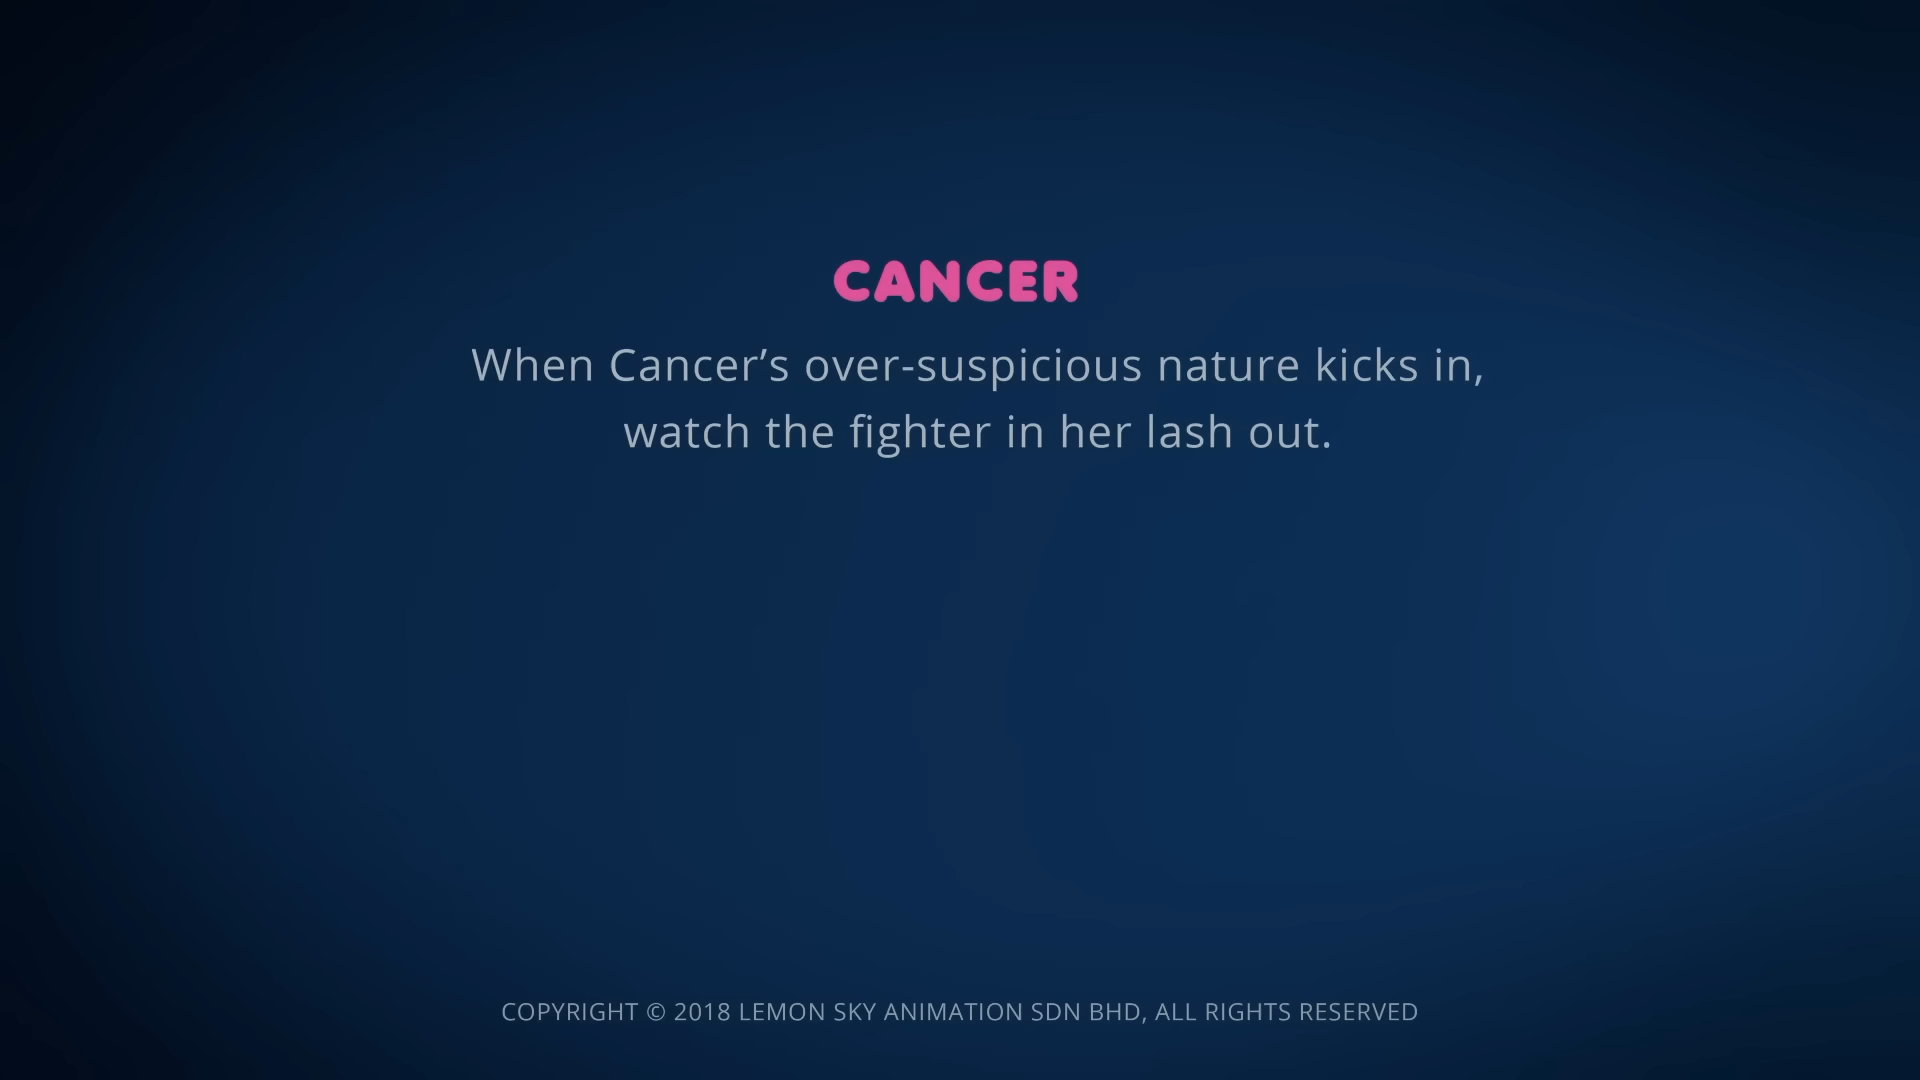 CANCER
When Cancer’s over-suspicious nature kicks in,
watch the fighter in her lash out.
COPYRIGHT © 2018 LEMON SKY ANIMATION SDN BHD, ALL RIGHTS RESERVED